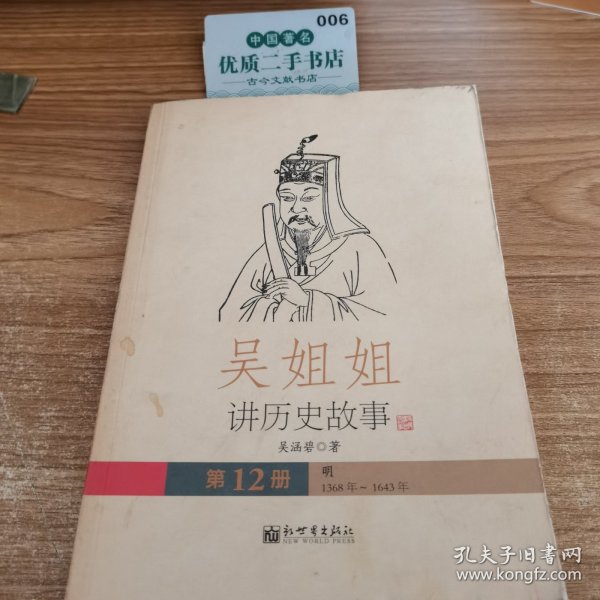 006
中国著名
优质二手书店
古今文献书店
吴姐姐
讲历史故事
吴涵碧◎著
第12册
明
1368年~1643年
新世界出版社
NEW WORLD PRESS
孔夫子旧书网
www.kongfz.com